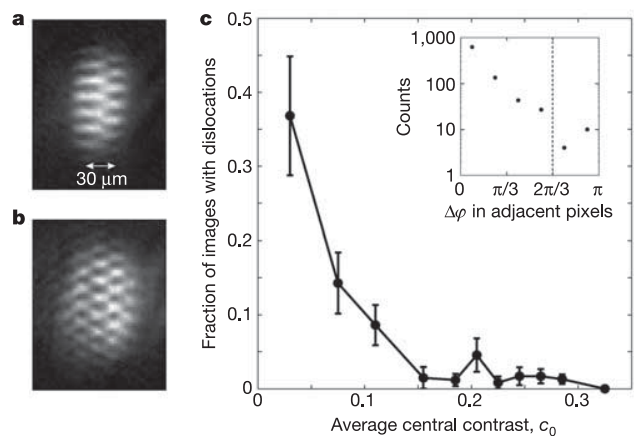 a
30 μm
b
c
Fraction of images with dislocations
0.5
0.4
0.3
0.2
0.1
0
0
0.1
0.2
0.3
Average central contrast, c₀
Counts
1,000
100
10
1
0
π/3
2π/3
π
Δφ in adjacent pixels